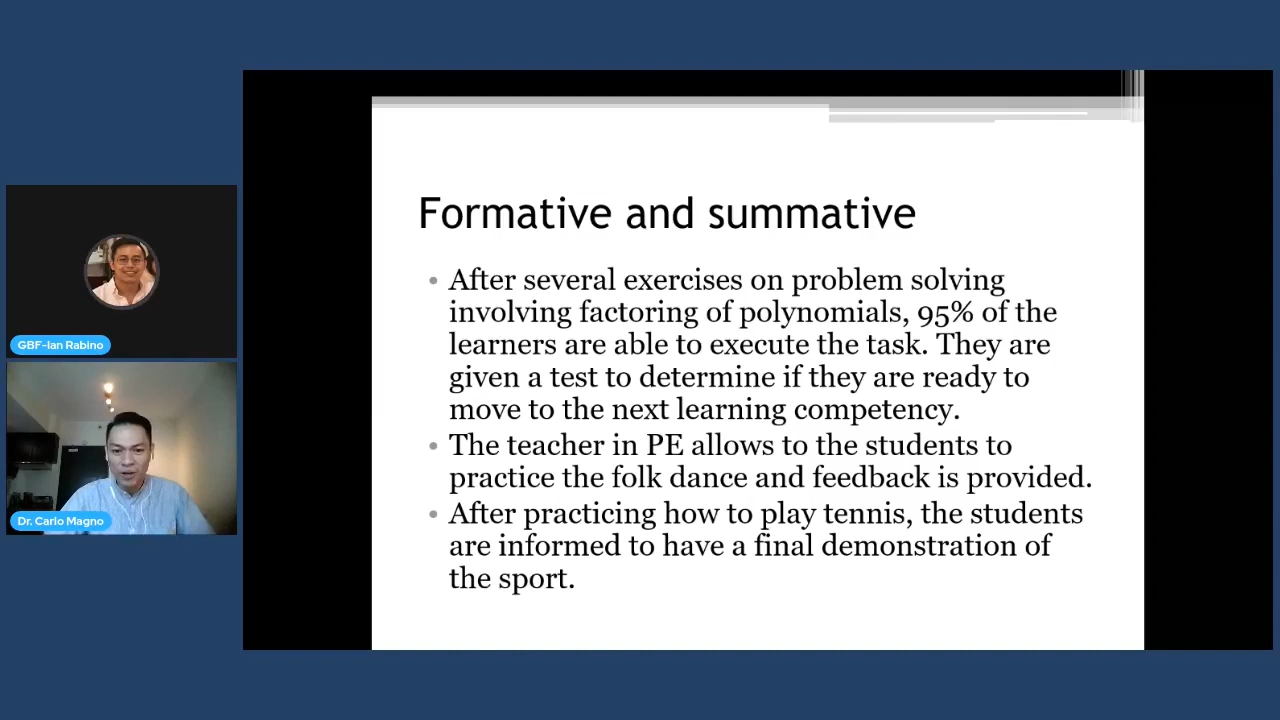 Formative and summative
After several exercises on problem solving
involving factoring of polynomials, 95% of the
learners are able to execute the task. They are
given a test to determine if they are ready to
move to the next learning competency.
The teacher in PE allows to the students to
practice the folk dance and feedback is provided.
After practicing how to play tennis, the students
are informed to have a final demonstration of
the sport.
GBF-Ian Rabino
Dr. Carlo Magno